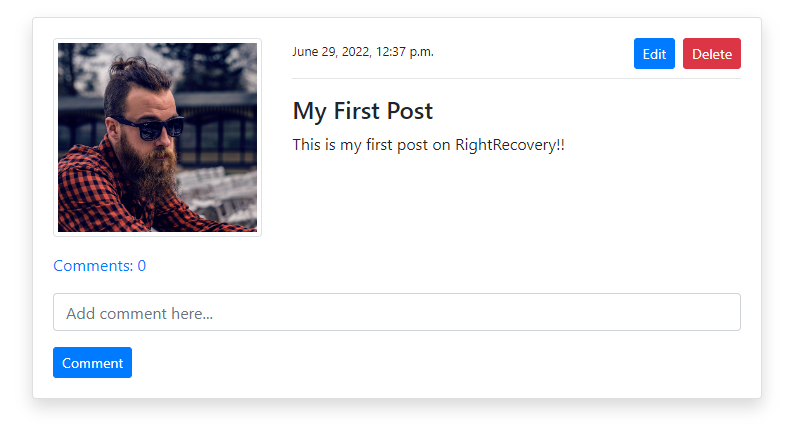 June 29, 2022, 12:37 p.m.
Edit
Delete
My First Post
This is my first post on RightRecovery!!
Comments: 0
Add comment here...
Comment